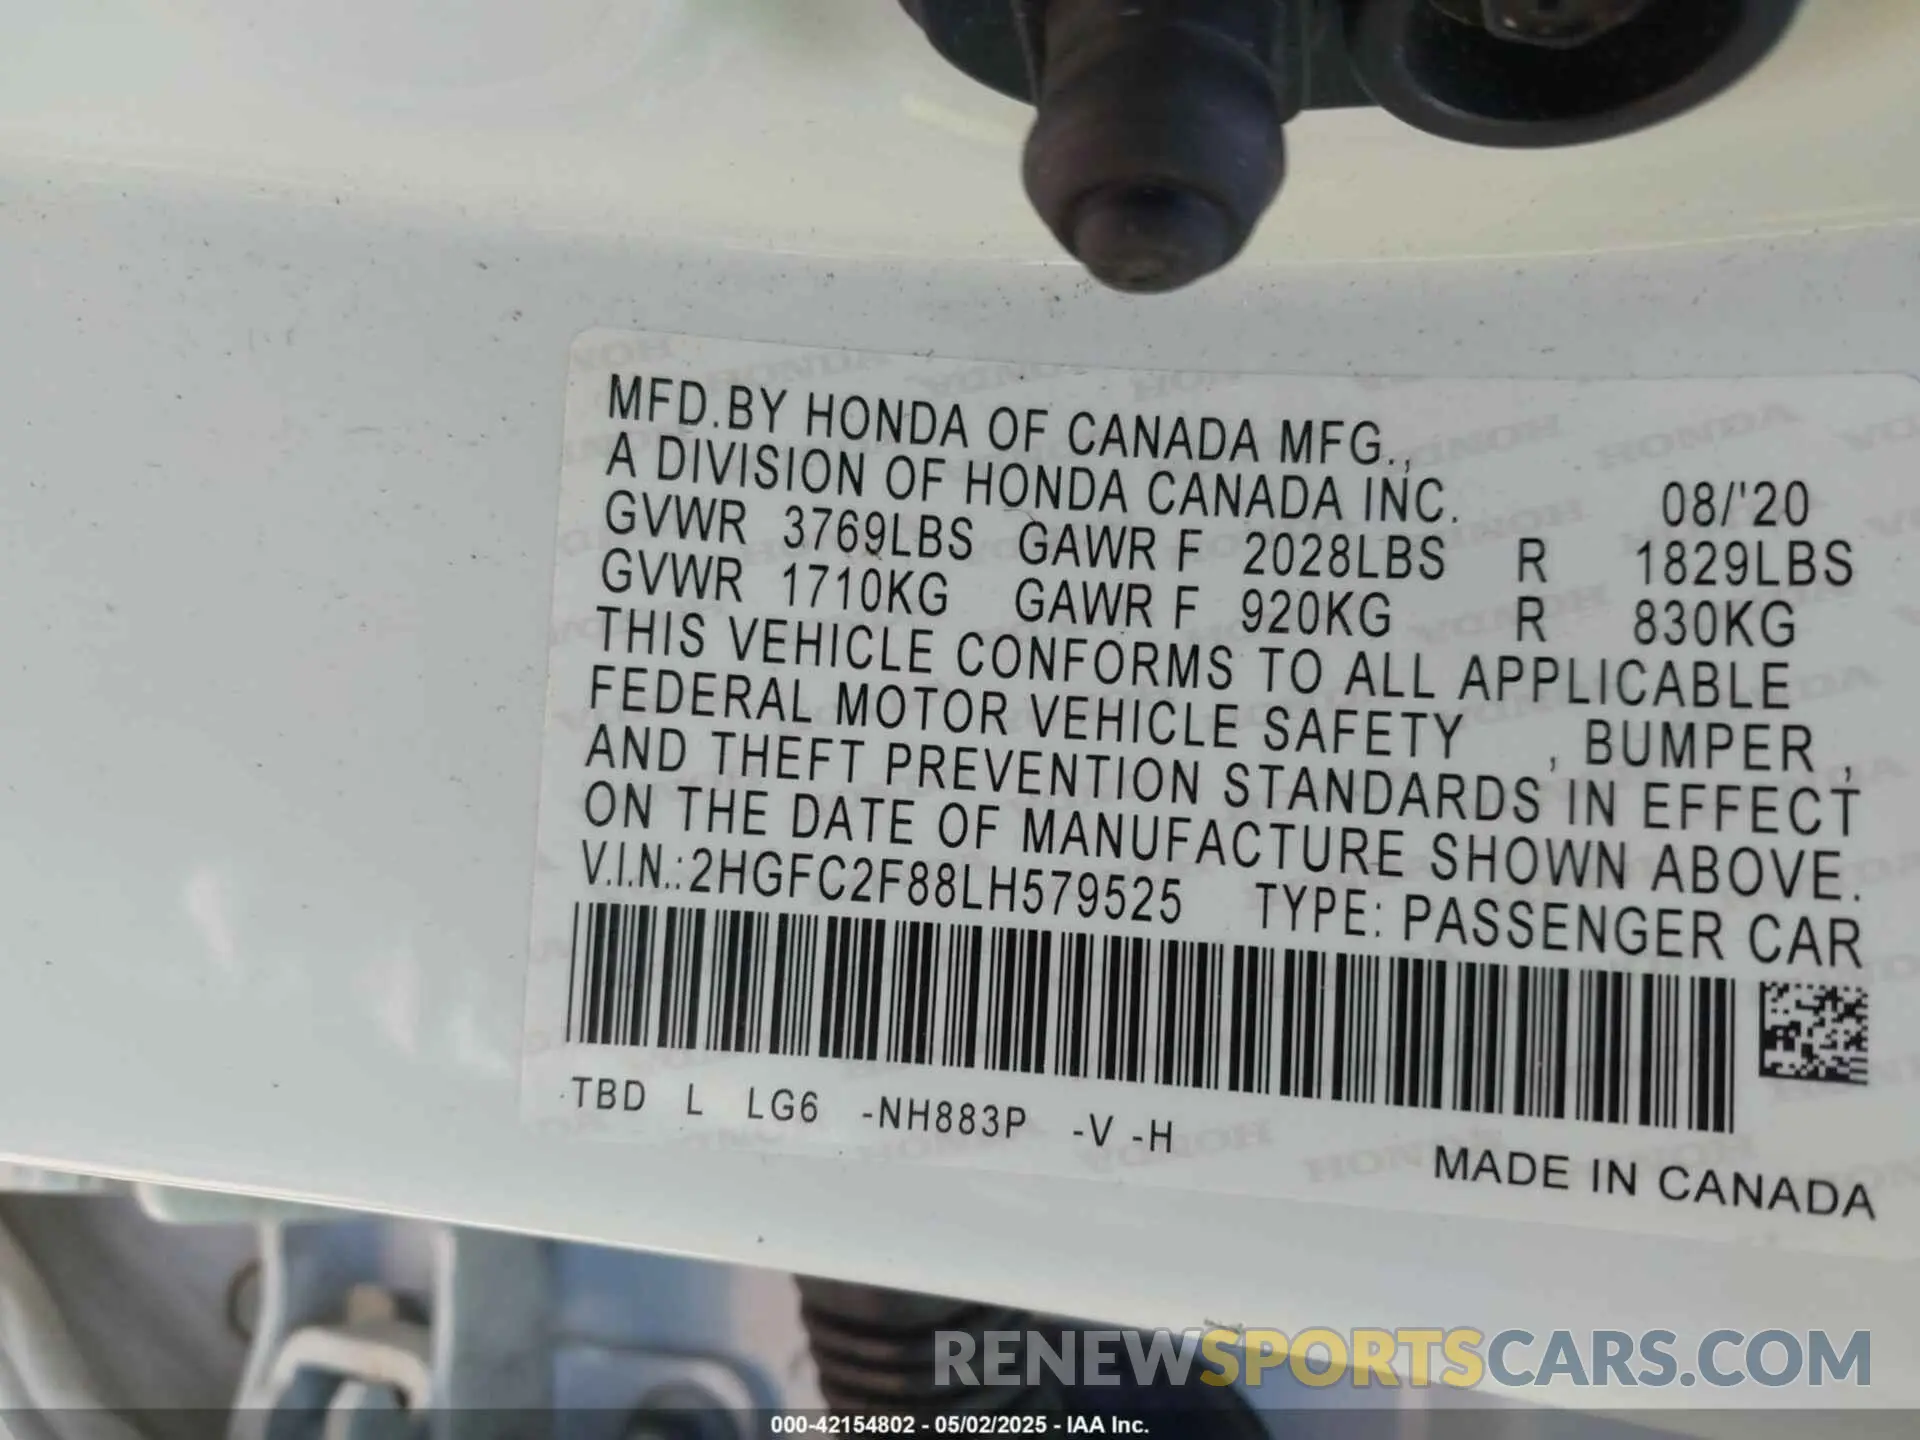 MFD.BY HONDA OF CANADA MFG.,
A DIVISION OF HONDA CANADA INC. 08/'20
GVWR 3769LBS GAWR F 2028LBS R 1829LBS
GVWR 1710KG GAWR F 920KG R 830KG
THIS VEHICLE CONFORMS TO ALL APPLICABLE
FEDERAL MOTOR VEHICLE SAFETY , BUMPER ,
AND THEFT PREVENTION STANDARDS IN EFFECT
ON THE DATE OF MANUFACTURE SHOWN ABOVE.
V.I.N.:2HGFC2F88LH579525 TYPE: PASSENGER CAR
TBD L LG6 -NH883P -V -H
MADE IN CANADA
RENEWSPORTSCARS.COM
000-42154802 - 05/02/2025 - IAA Inc.